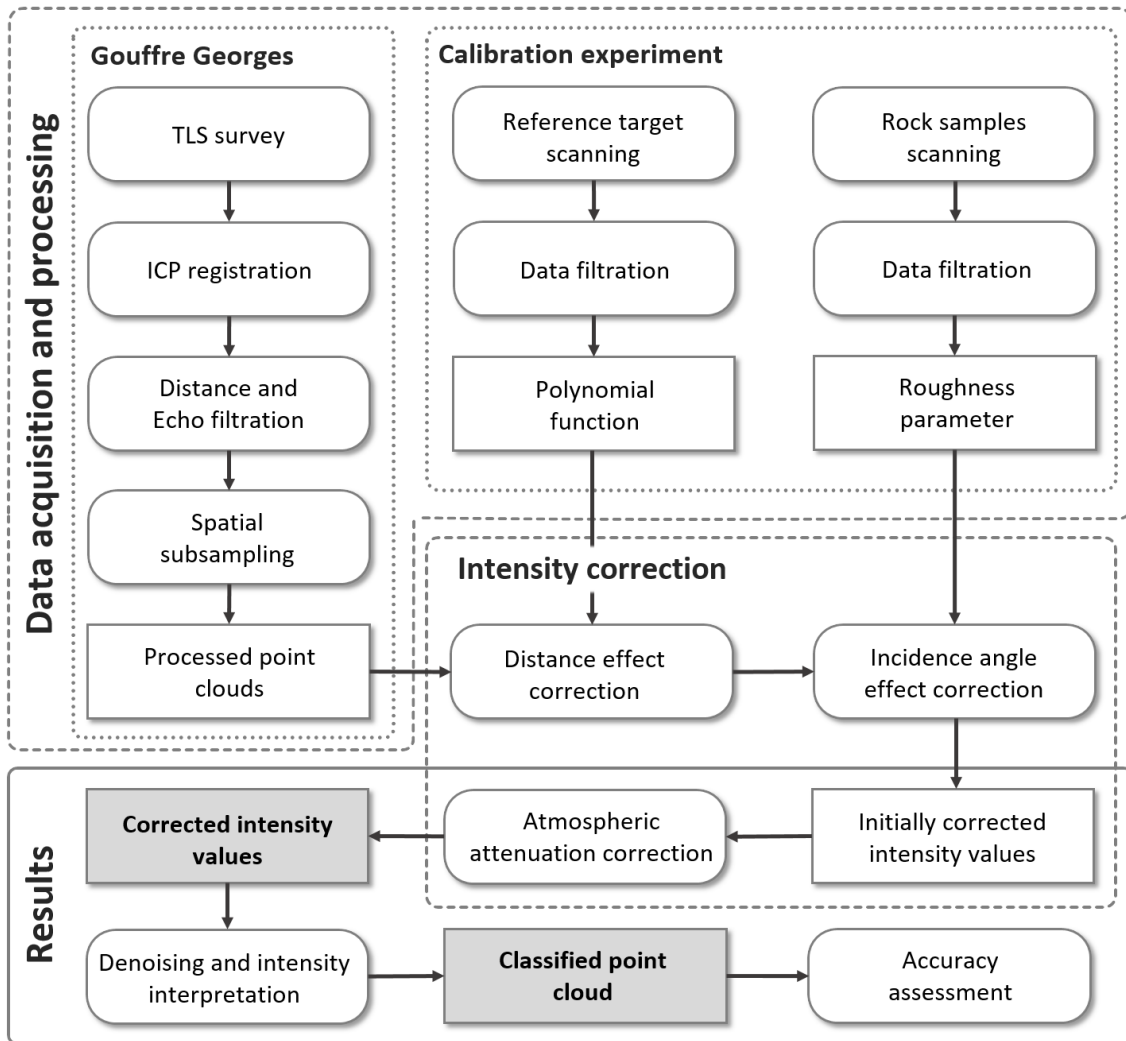 Data acquisition and processing
Gouffre Georges
TLS survey
ICP registration
Distance and
Echo filtration
Spatial
subsampling
Processed point
clouds
Calibration experiment
Reference target
scanning
Data filtration
Polynomial
function
Rock samples
scanning
Data filtration
Roughness
parameter
Intensity correction
Distance effect
correction
Incidence angle
effect correction
Results
Corrected intensity
values
Atmospheric
attenuation correction
Initially corrected
intensity values
Denoising and intensity
interpretation
Classified point
cloud
Accuracy
assessment